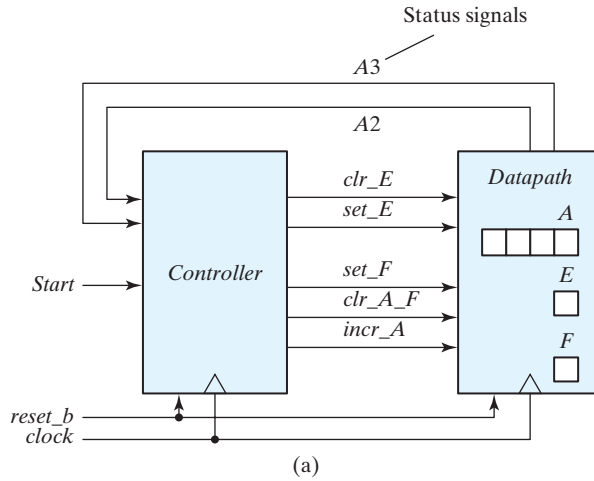 Status signals
A3
A2
clr_E
set_E
set_F
clr_A_F
incr_A
Controller
Start
Datapath
A
E
F
reset_b
clock
(a)